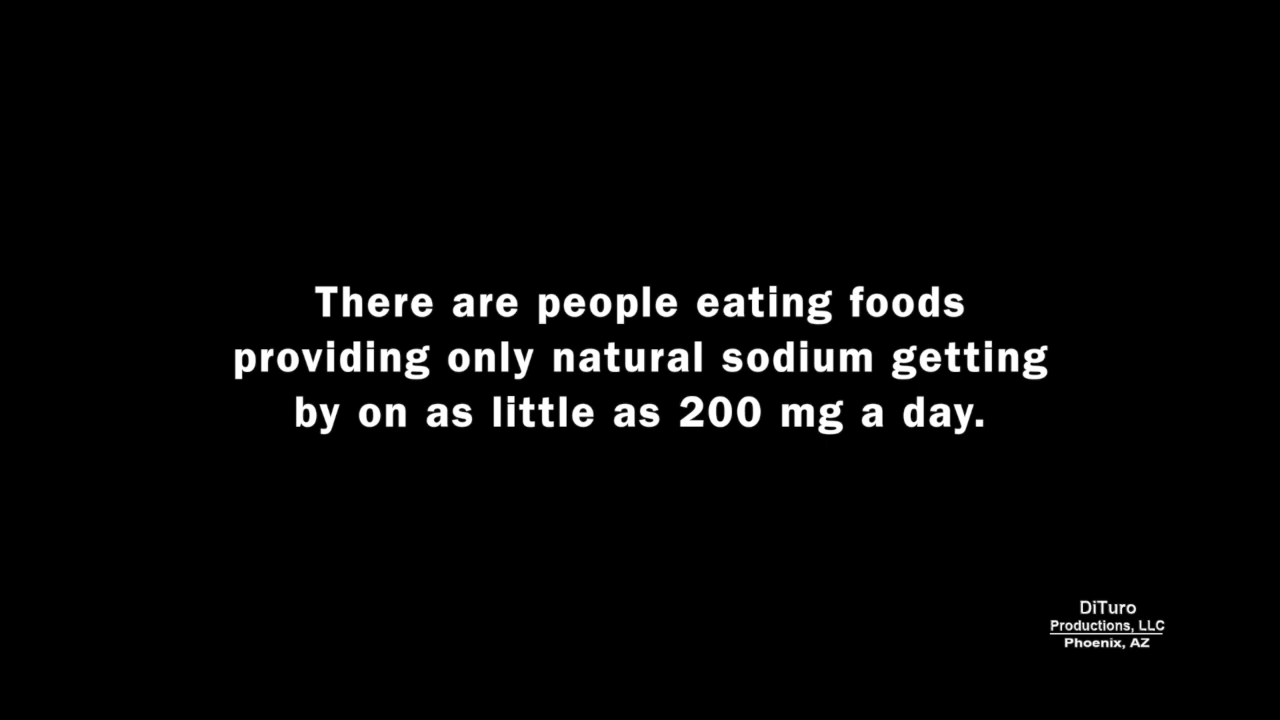 There are people eating foods
providing only natural sodium getting
by on as little as 200 mg a day.
DiTuro
Productions, LLC
Phoenix, AZ